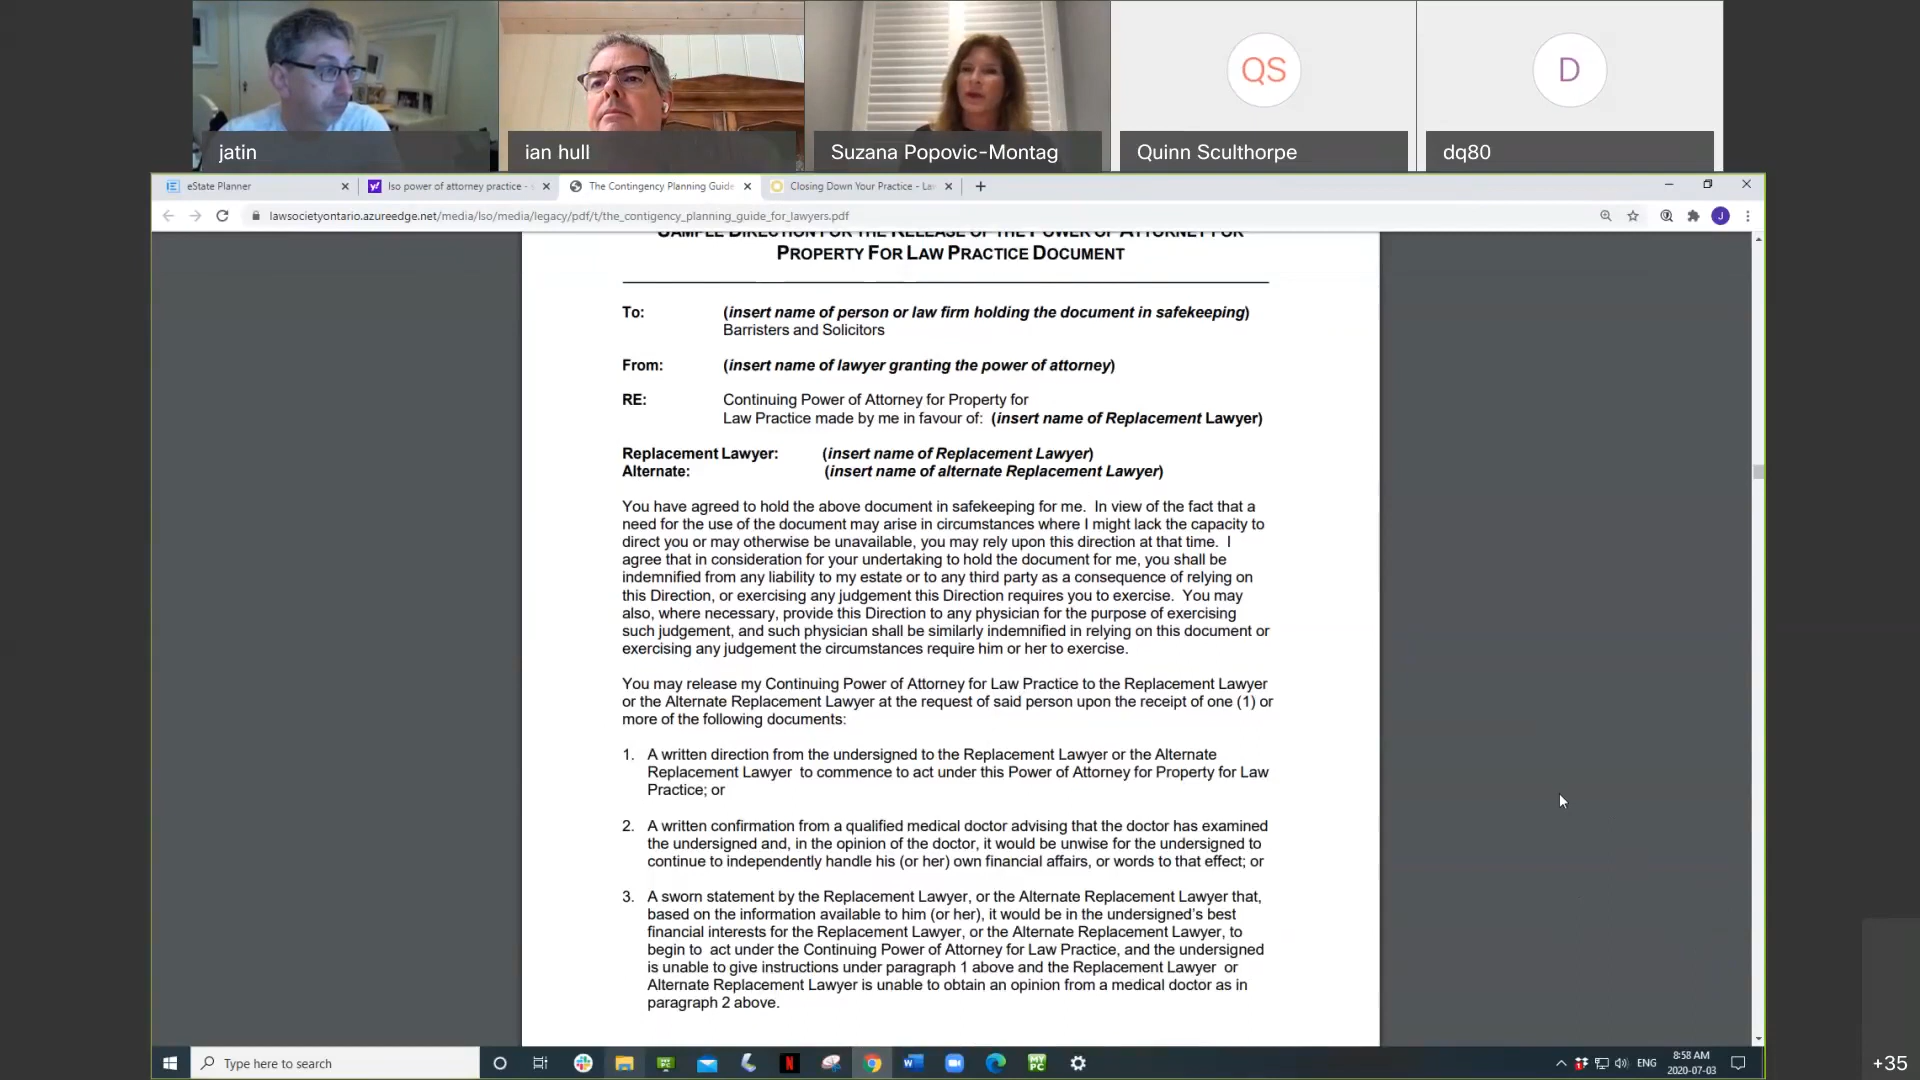 QS
D
jatin
ian hull
Suzana Popovic-Montag
Quinn Sculthorpe
dq80
eState Planner
lso power of attorney practice - s
The Contingency Planning Guide
Closing Down Your Practice - La
lawsocietyontario.azureedge.net/media/lso/media/legacy/pdf/t/the_contigency_planning_guide_for_lawyers.pdf
J
SAMPLE DIRECTION FOR THE RELEASE OF THE POWER OF ATTORNEY FOR
PROPERTY FOR LAW PRACTICE DOCUMENT
To: (insert name of person or law firm holding the document in safekeeping)
Barristers and Solicitors
From: (insert name of lawyer granting the power of attorney)
RE: Continuing Power of Attorney for Property for
Law Practice made by me in favour of: (insert name of Replacement Lawyer)
Replacement Lawyer: (insert name of Replacement Lawyer)
Alternate: (insert name of alternate Replacement Lawyer)
You have agreed to hold the above document in safekeeping for me. In view of the fact that a
need for the use of the document may arise in circumstances where I might lack the capacity to
direct you or may otherwise be unavailable, you may rely upon this direction at that time. I
agree that in consideration for your undertaking to hold the document for me, you shall be
indemnified from any liability to my estate or to any third party as a consequence of relying on
this Direction, or exercising any judgement this Direction requires you to exercise. You may
also, where necessary, provide this Direction to any physician for the purpose of exercising
such judgement, and such physician shall be similarly indemnified in relying on this document or
exercising any judgement the circumstances require him or her to exercise.
You may release my Continuing Power of Attorney for Law Practice to the Replacement Lawyer
or the Alternate Replacement Lawyer at the request of said person upon the receipt of one (1) or
more of the following documents:
1. A written direction from the undersigned to the Replacement Lawyer or the Alternate
Replacement Lawyer to commence to act under this Power of Attorney for Property for Law
Practice; or
2. A written confirmation from a qualified medical doctor advising that the doctor has examined
the undersigned and, in the opinion of the doctor, it would be unwise for the undersigned to
continue to independently handle his (or her) own financial affairs, or words to that effect; or
3. A sworn statement by the Replacement Lawyer, or the Alternate Replacement Lawyer that,
based on the information available to him (or her), it would be in the undersigned's best
financial interests for the Replacement Lawyer, or the Alternate Replacement Lawyer, to
begin to act under the Continuing Power of Attorney for Law Practice, and the undersigned
is unable to give instructions under paragraph 1 above and the Replacement Lawyer or
Alternate Replacement Lawyer is unable to obtain an opinion from a medical doctor as in
paragraph 2 above.
Type here to search
N
MY PC
ENG
8:58 AM
2020-07-03
+35